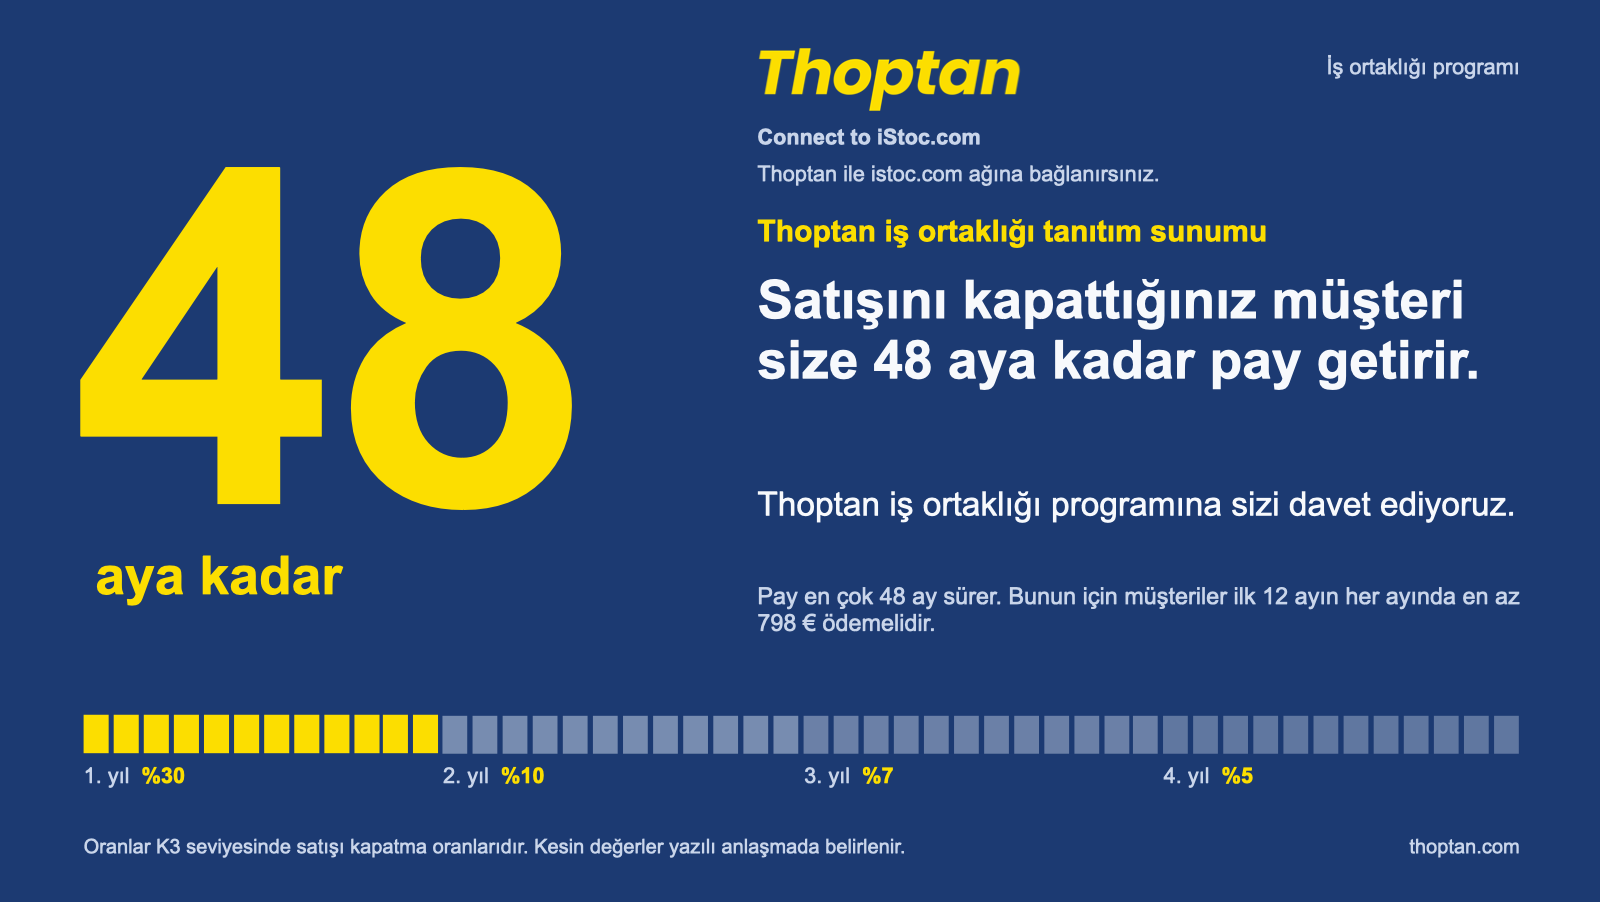 Thoptan
İş ortaklığı programı
Connect to iStoc.com
Thoptan ile istoc.com ağına bağlanırsınız.
Thoptan iş ortaklığı tanıtım sunumu
Satışını kapattığınız müşteri
size 48 aya kadar pay getirir.
48
aya kadar
Thoptan iş ortaklığı programına sizi davet ediyoruz.
Pay en çok 48 ay sürer. Bunun için müşteriler ilk 12 ayın her ayında en az
798 € ödemelidir.
1. yıl %30
2. yıl %10
3. yıl %7
4. yıl %5
Oranlar K3 seviyesinde satışı kapatma oranlarıdır. Kesin değerler yazılı anlaşmada belirlenir.
thoptan.com